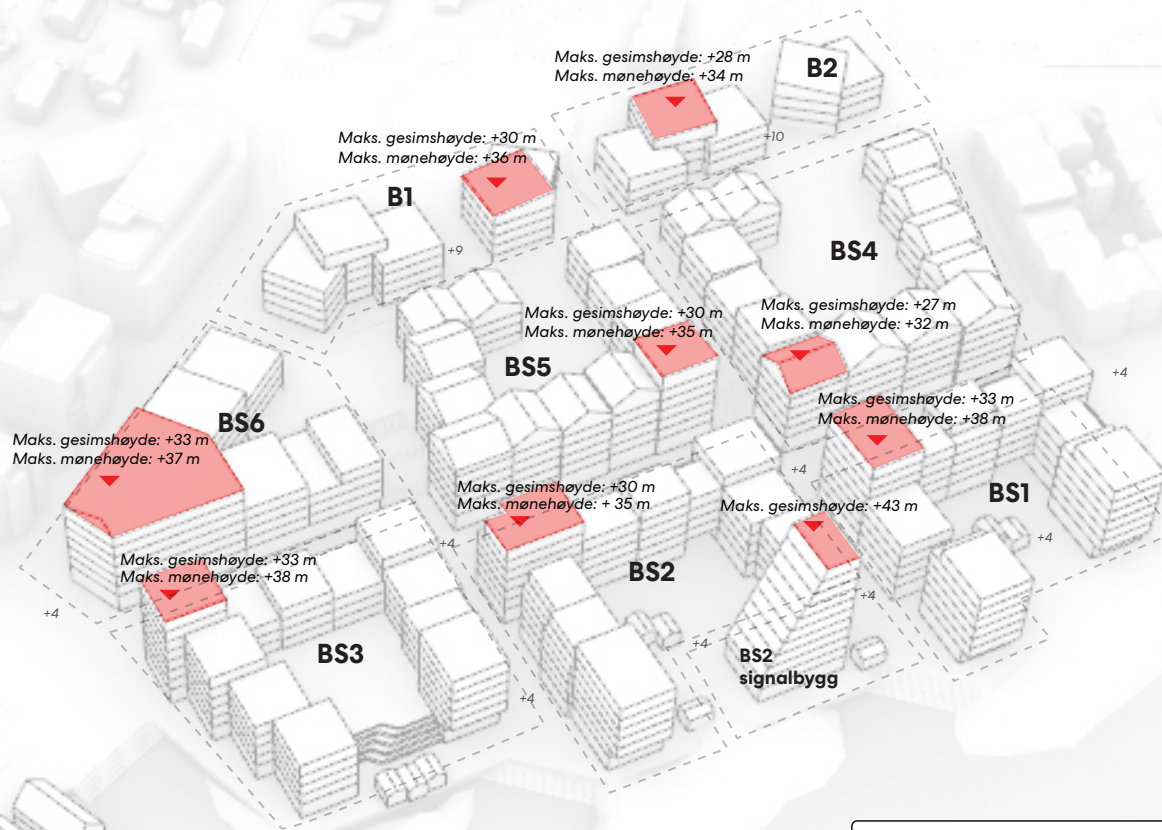 Maks. gesimshøyde: +28 m
Maks. mønehøyde: +34 m
B2
+10
Maks. gesimshøyde: +30 m
Maks. mønehøyde: +36 m
B1
+9
BS4
Maks. gesimshøyde: +30 m
Maks. mønehøyde: +35 m
Maks. gesimshøyde: +27 m
Maks. mønehøyde: +32 m
BS5
+4
Maks. gesimshøyde: +33 m
Maks. mønehøyde: +38 m
BS6
Maks. gesimshøyde: +33 m
Maks. mønehøyde: +37 m
+4
Maks. gesimshøyde: +30 m
Maks. mønehøyde: + 35 m
Maks. gesimshøyde: +43 m
BS1
+4
+4
Maks. gesimshøyde: +33 m
Maks. mønehøyde: +38 m
BS2
+4
+4
+4
BS3
BS2
signalbygg
+4